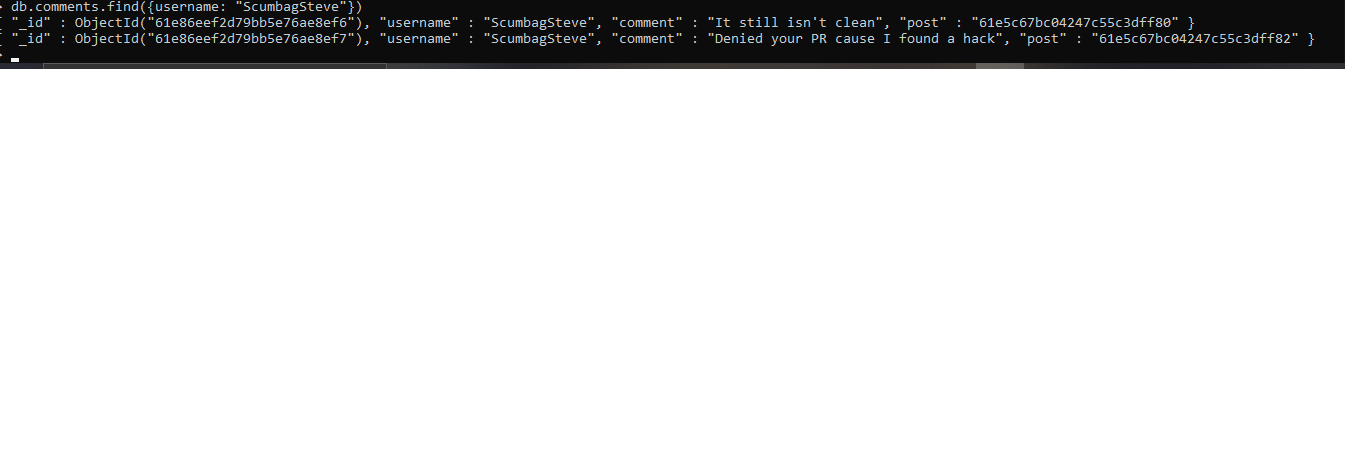 > db.comments.find({username: "ScumbagSteve"})
{ "_id" : ObjectId("61e86eef2d79bb5e76ae8ef6"), "username" : "ScumbagSteve", "comment" : "It still isn't clean", "post" : "61e5c67bc04247c55c3dff80" }
{ "_id" : ObjectId("61e86eef2d79bb5e76ae8ef7"), "username" : "ScumbagSteve", "comment" : "Denied your PR cause I found a hack", "post" : "61e5c67bc04247c55c3dff82" }
>